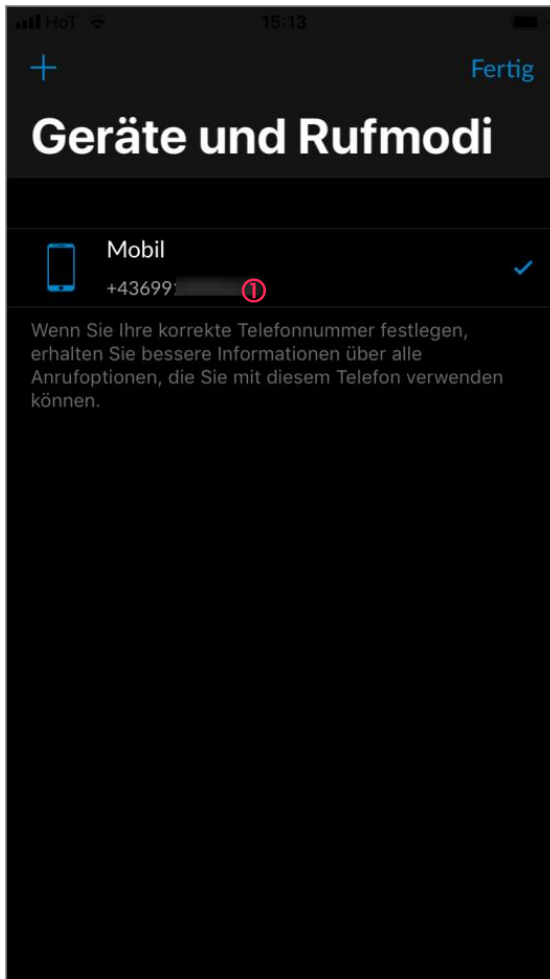 HoT 15:13
+ Fertig
Geräte und Rufmodi
Mobil
+43699
①
Wenn Sie Ihre korrekte Telefonnummer festlegen,
erhalten Sie bessere Informationen über alle
Anrufoptionen, die Sie mit diesem Telefon verwenden
können.